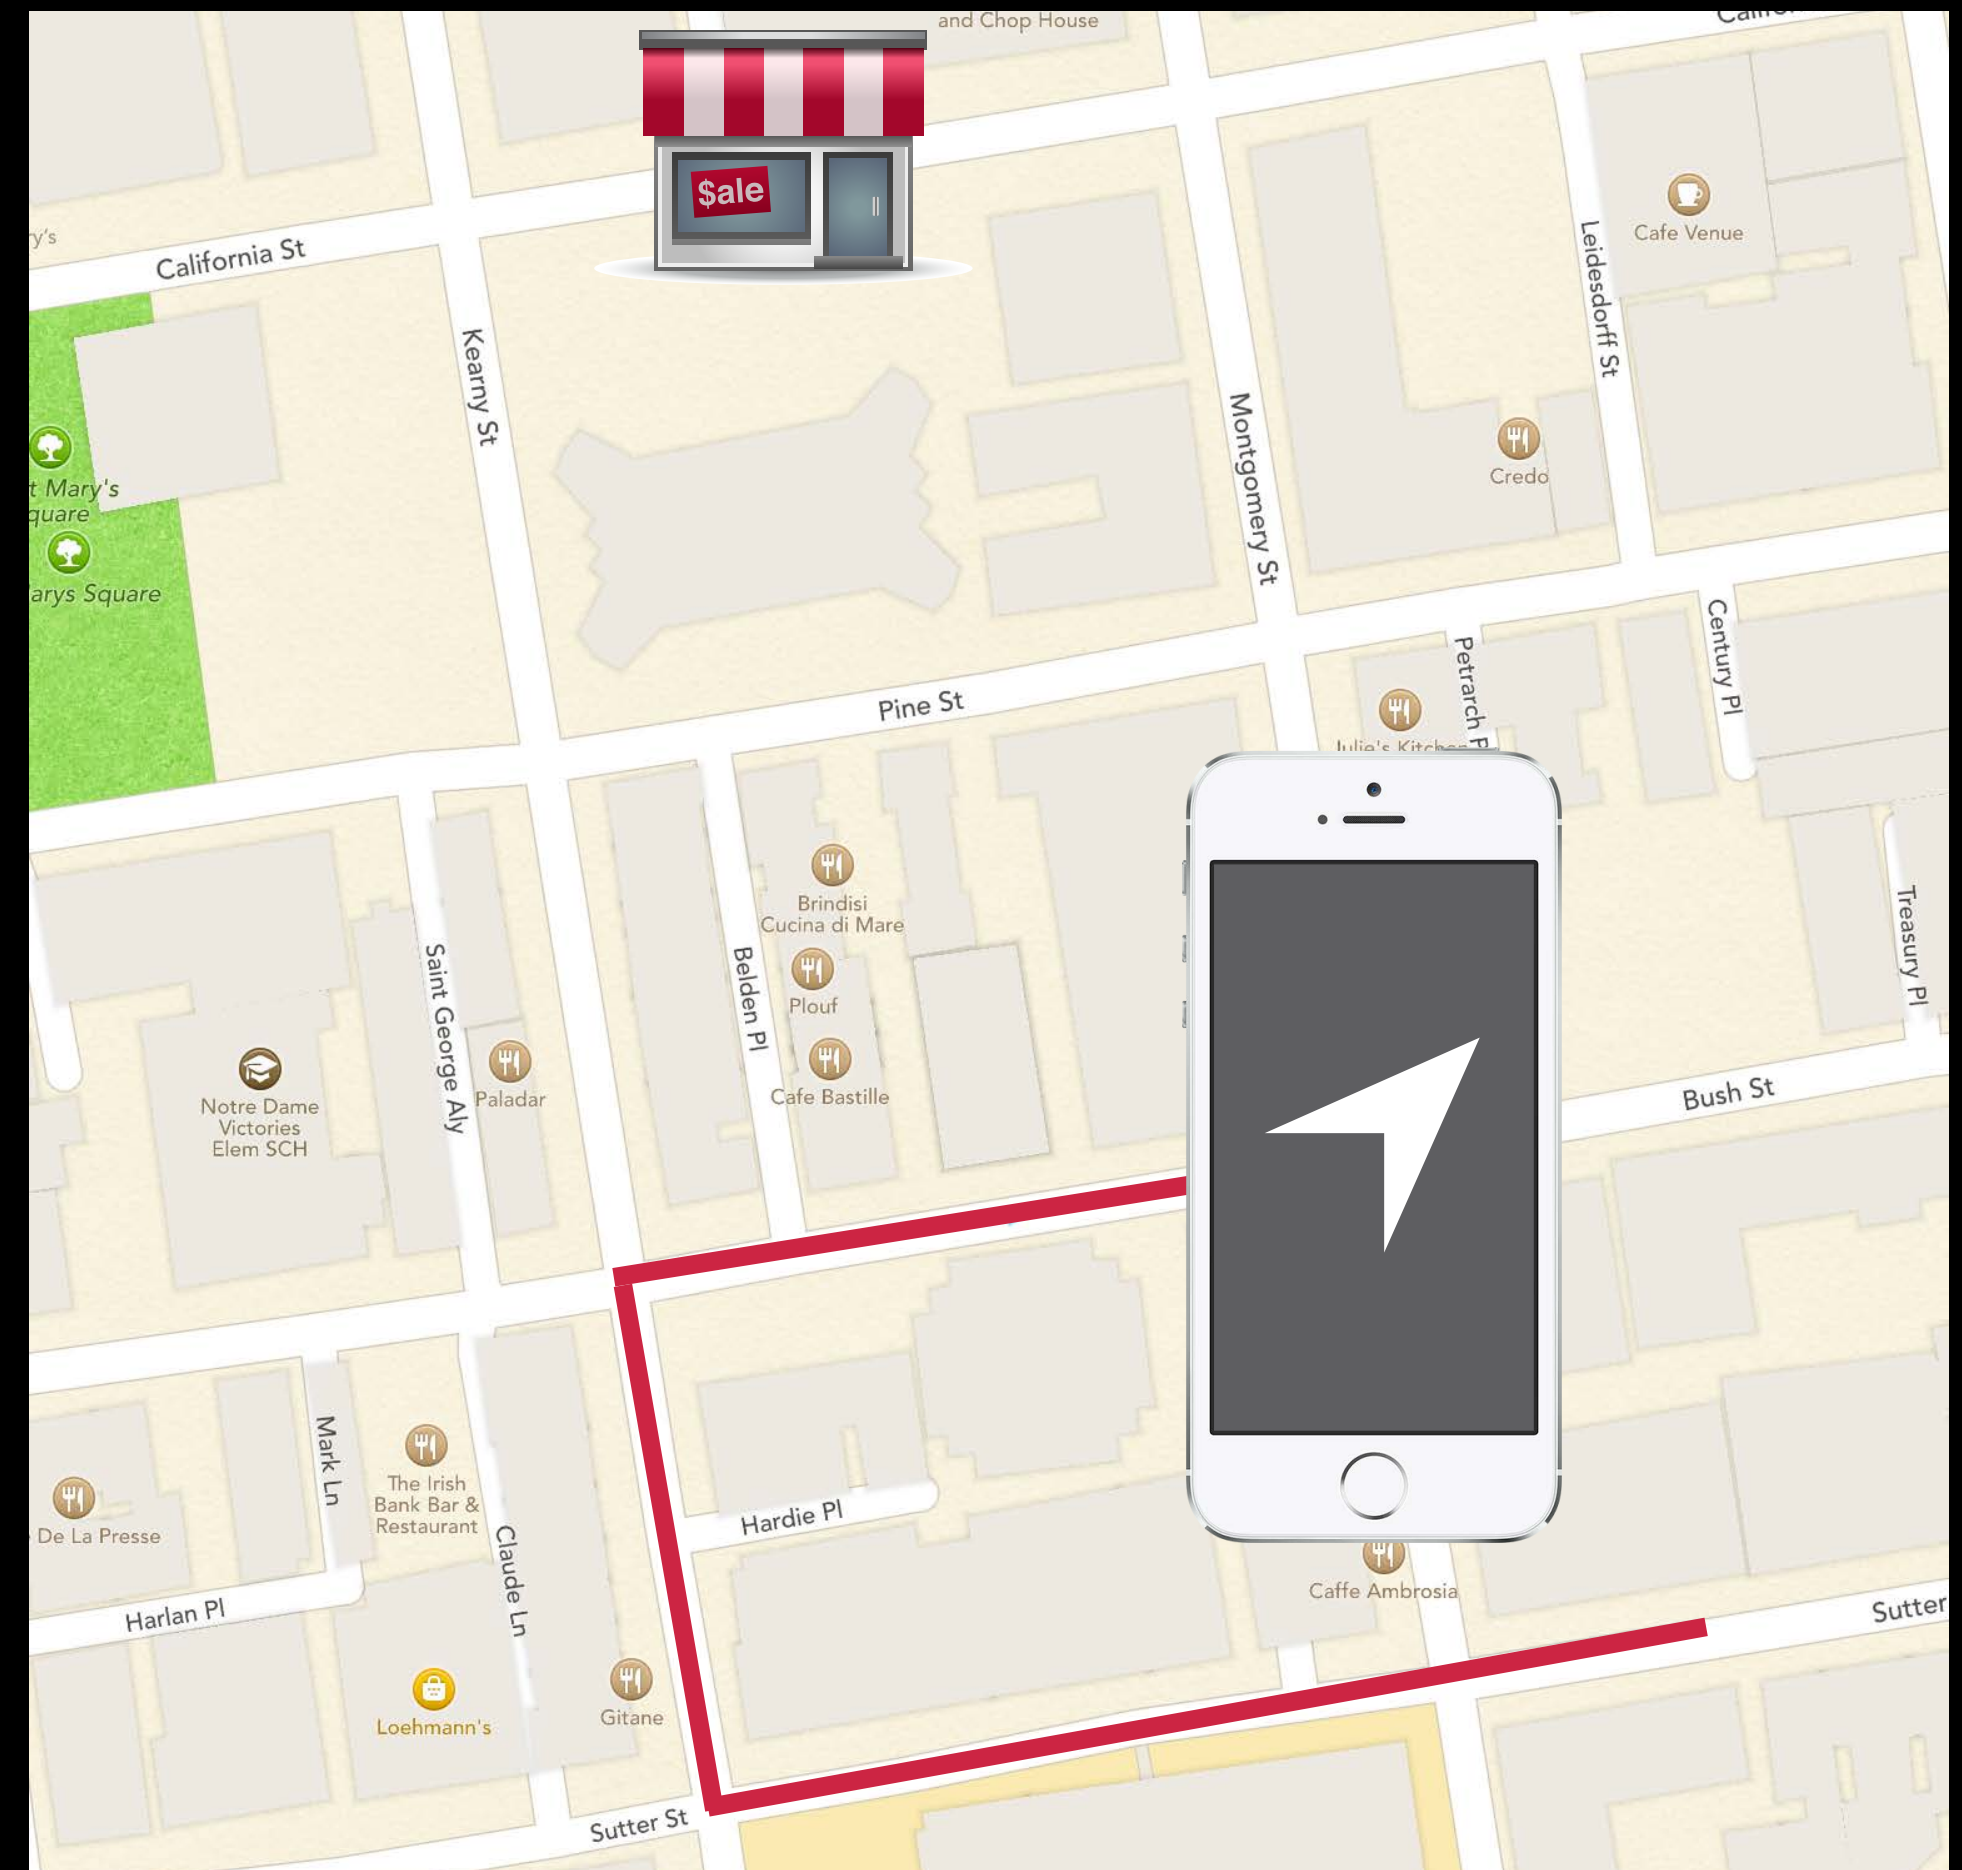 and Chop House
$ale
Cafe Venue
ry's
California St
Leidesdorff St
Kearny St
Montgomery St
Credo
t Mary's
quare
arys Square
Century Pl
Petrarch P
Pine St
Julie's Kitchen
Brindisi
Cucina di Mare
Treasury Pl
Saint George Aly
Belden Pl
Plouf
Paladar
Cafe Bastille
Bush St
Notre Dame
Victories
Elem SCH
Mark Ln
The Irish
Bank Bar &
Restaurant
Hardie Pl
De La Presse
Claude Ln
Caffe Ambrosia
Harlan Pl
Sutter
Gitane
Loehmann's
Sutter St